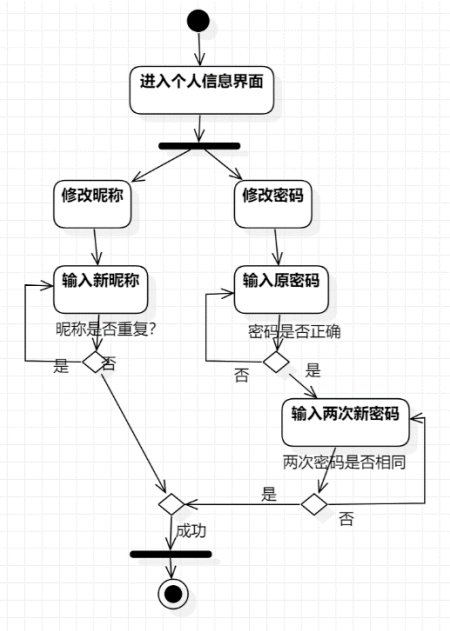 进入个人信息界面
修改昵称
修改密码
输入新昵称
输入原密码
昵称是否重复?
密码是否正确
是
否
否
是
输入两次新密码
两次密码是否相同
是
否
成功